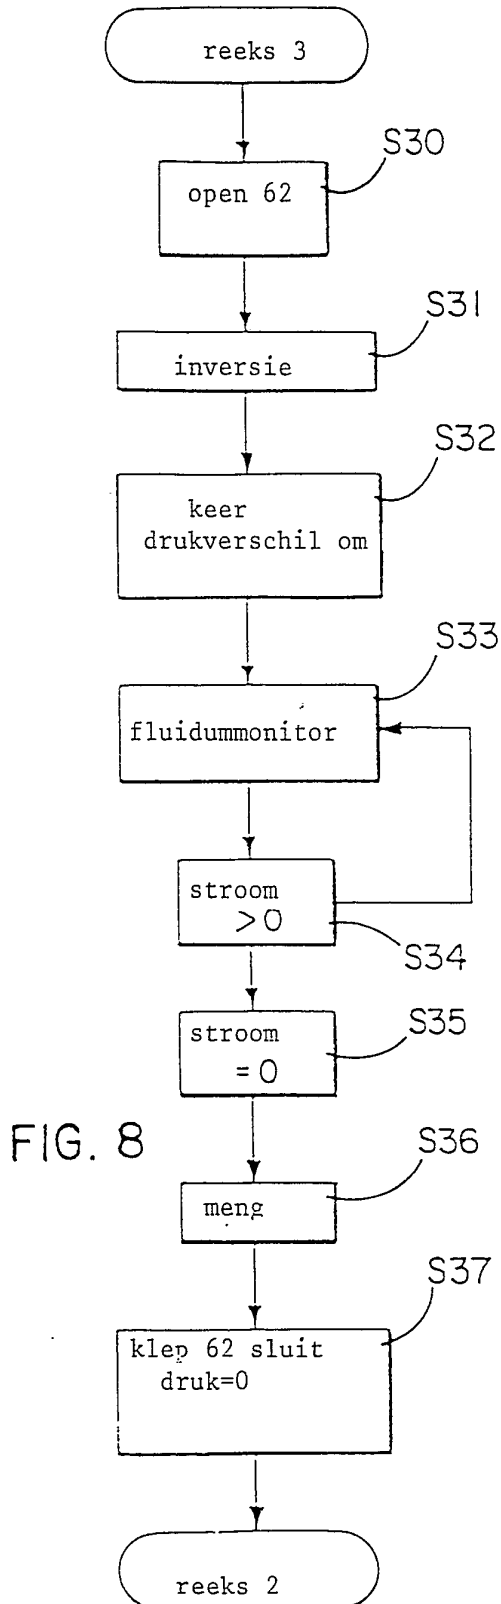 reeks 3
S30
open 62
S31
inversie
S32
keer
drukverschil om
S33
fluidummonitor
stroom
>0
S34
S35
stroom
=0
FIG. 8
S36
meng
S37
klep 62 sluit
druk=0
reeks 2